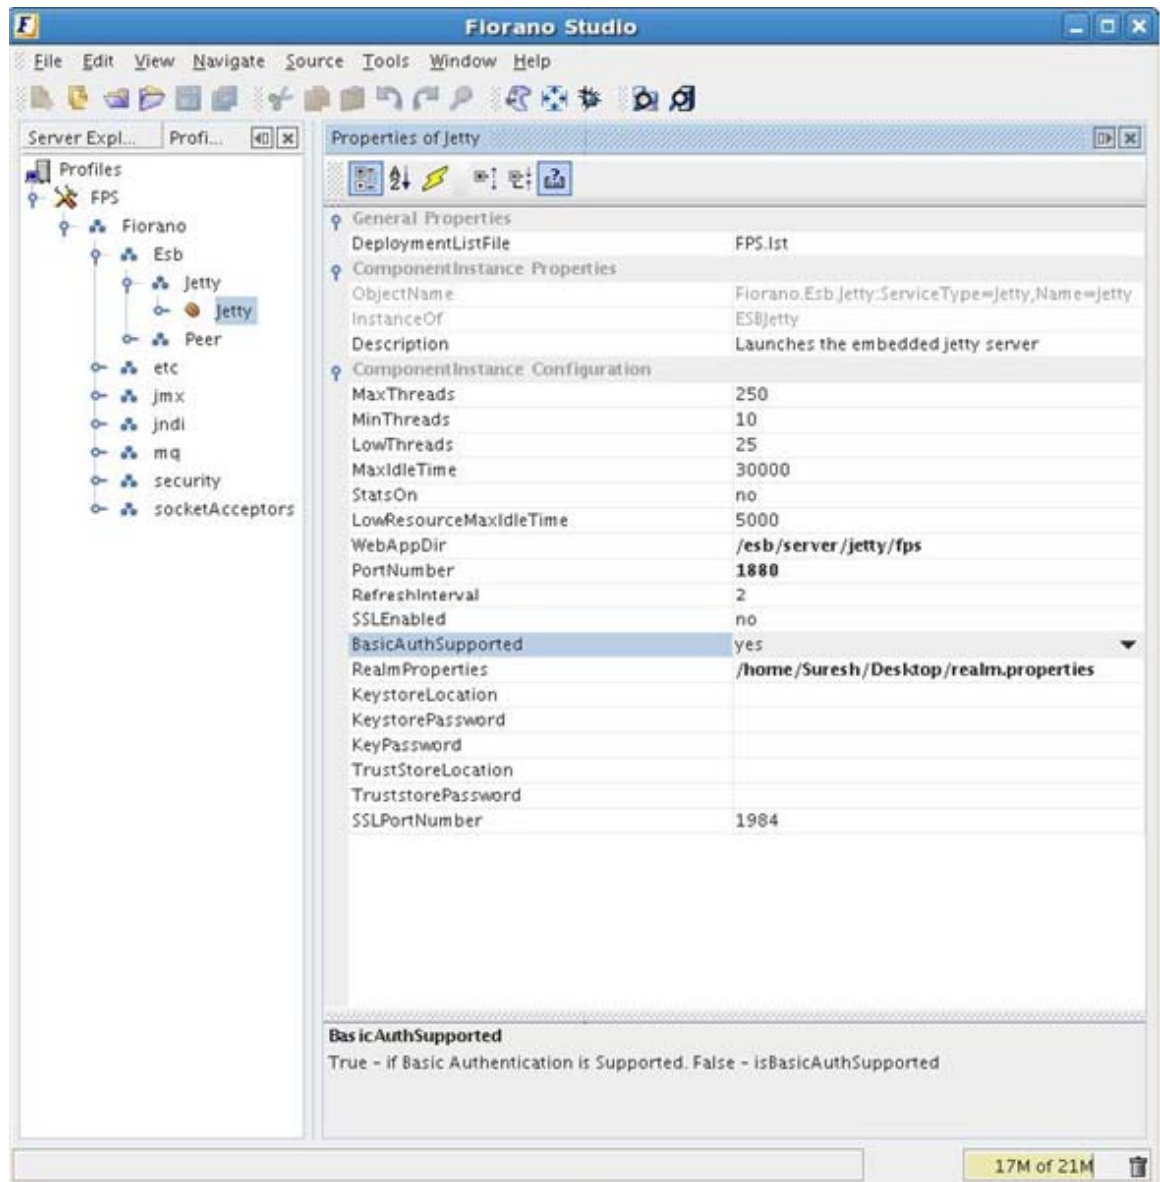 Fiorano Studio
File Edit View Navigate Source Tools Window Help
Server Expl... Profi...
Profiles
FPS
Fiorano
Esb
Jetty
Jetty
Peer
etc
jmx
jndi
mq
security
socketAcceptors
Properties of Jetty
General Properties
DeploymentListFile FPS.lst
ComponentInstance Properties
ObjectName Fiorano.Esb.Jetty:ServiceType=Jetty,Name=Jetty
InstanceOf ESBJetty
Description Launches the embedded jetty server
ComponentInstance Configuration
MaxThreads 250
MinThreads 10
LowThreads 25
MaxIdleTime 30000
StatsOn no
LowResourceMaxIdleTime 5000
WebAppDir /esb/server/jetty/fps
PortNumber 1880
RefreshInterval 2
SSLEnabled no
BasicAuthSupported yes
RealmProperties /home/Suresh/Desktop/realm.properties
KeystoreLocation
KeystorePassword
KeyPassword
TrustStoreLocation
TruststorePassword
SSLPortNumber 1984
BasicAuthSupported
True - if Basic Authentication is Supported. False - isBasicAuthSupported
17M of 21M